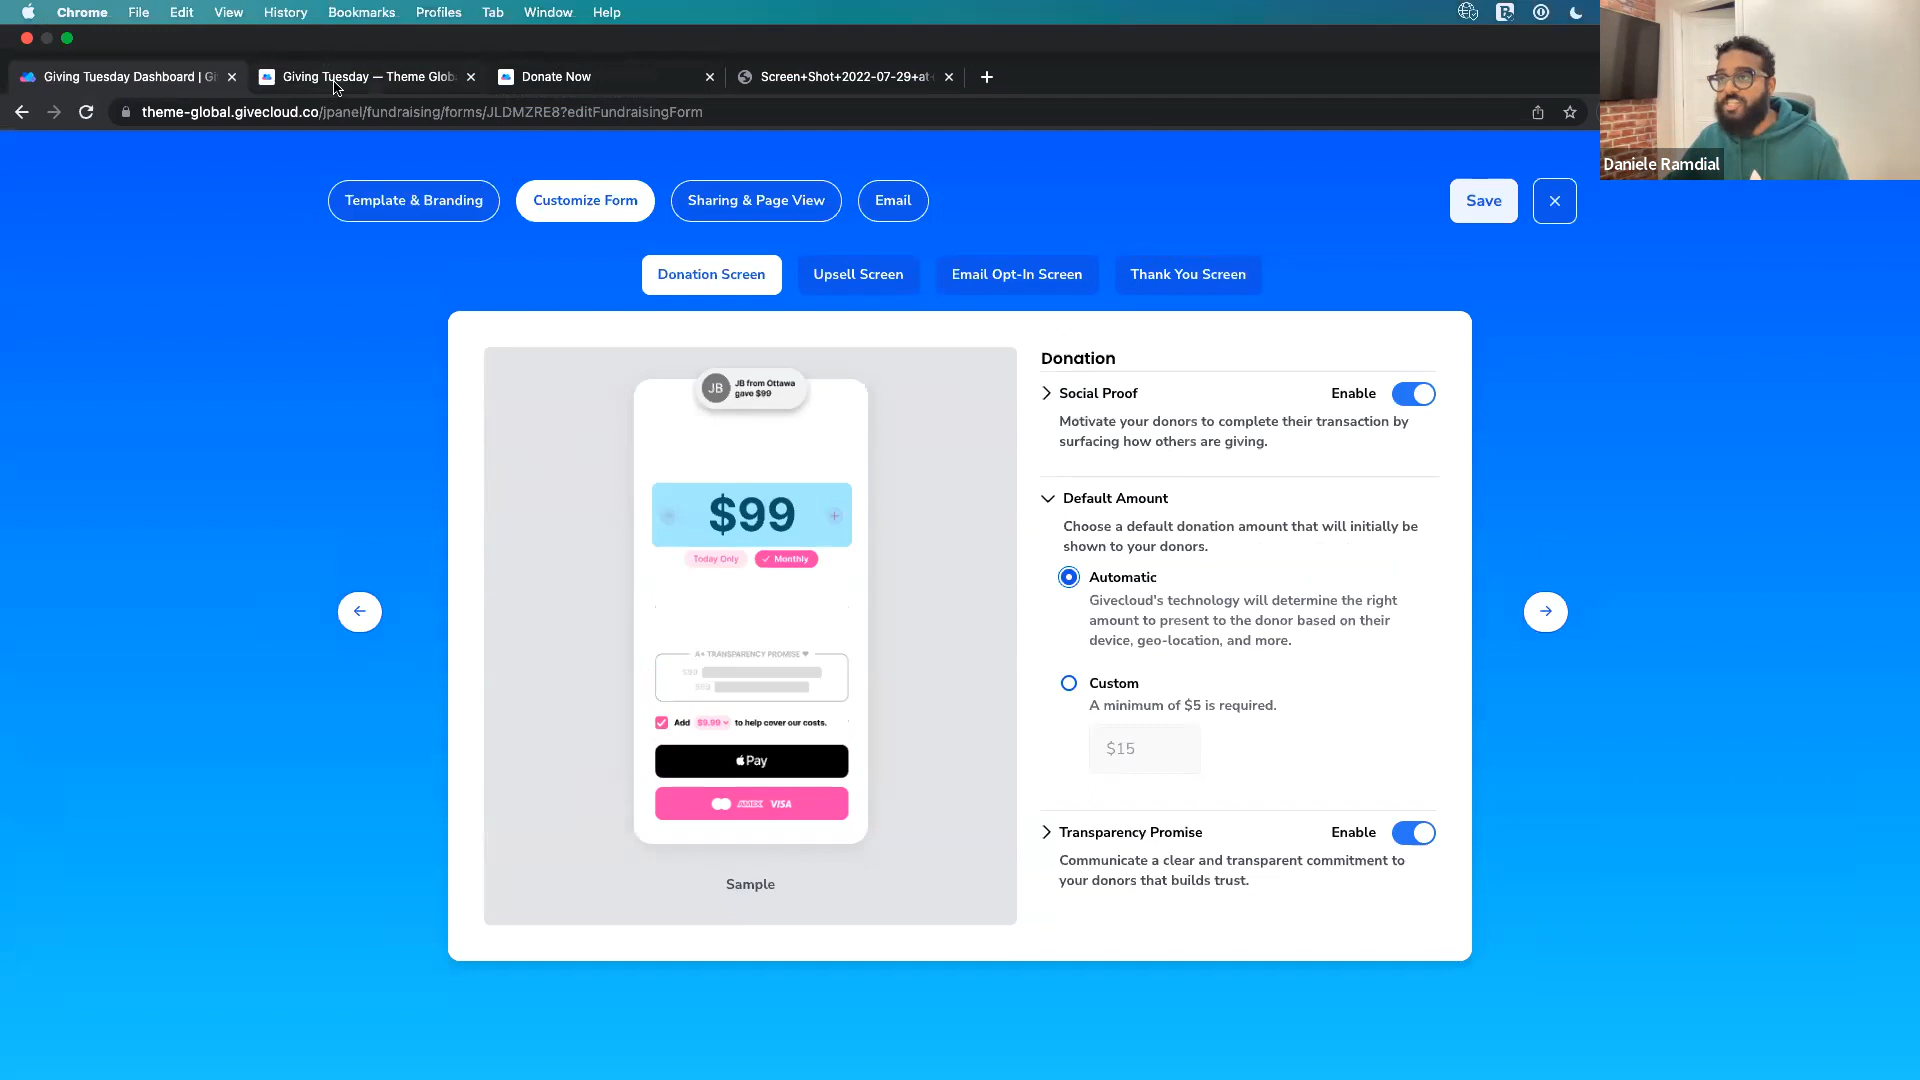 Chrome File Edit View History Bookmarks Profiles Tab Window Help
Giving Tuesday Dashboard | Gi
Giving Tuesday — Theme Glob
Donate Now
Screen+Shot+2022-07-29+at
theme-global.givecloud.co/jpanel/fundraising/forms/JLDMZRE8?editFundraisingForm
Daniele Ramdial
Template & Branding
Customize Form
Sharing & Page View
Email
Save
Donation Screen
Upsell Screen
Email Opt-In Screen
Thank You Screen
JB
JB from Ottawa
gave $99
$99
+
Today Only
Monthly
A+ TRANSPARENCY PROMISE
$99
$69
Add $9.99 to help cover our costs.
Pay
AMEX VISA
Sample
Donation
Social Proof
Enable
Motivate your donors to complete their transaction by
surfacing how others are giving.
Default Amount
Choose a default donation amount that will initially be
shown to your donors.
Automatic
Givecloud's technology will determine the right
amount to present to the donor based on their
device, geo-location, and more.
Custom
A minimum of $5 is required.
$15
Transparency Promise
Enable
Communicate a clear and transparent commitment to
your donors that builds trust.